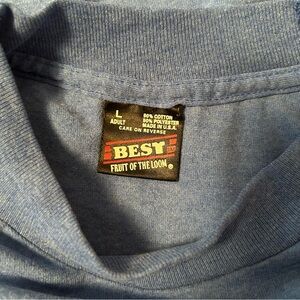 L
ADULT
50% COTTON
50% POLYESTER
MADE IN U.S.A.
CARE ON REVERSE
BEST
FRUIT OF THE LOOM